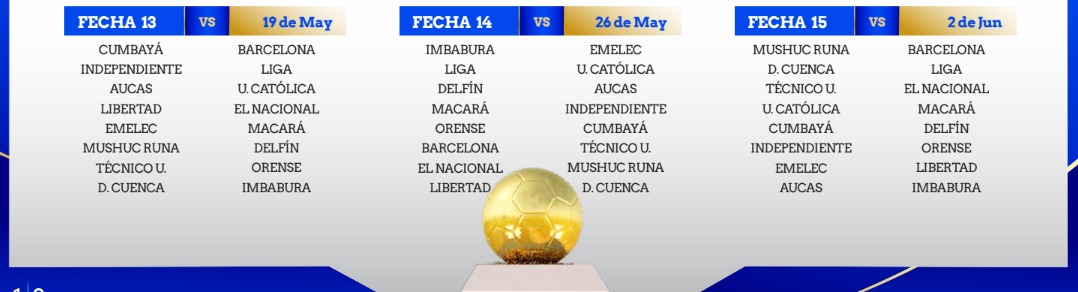 FECHA 13 VS 19 de May
CUMBAYÁ BARCELONA
INDEPENDIENTE LIGA
AUCAS U. CATÓLICA
LIBERTAD EL NACIONAL
EMELEC MACARÁ
MUSHUC RUNA DELFÍN
TÉCNICO U. ORENSE
D. CUENCA IMBABURA
FECHA 14 VS 26 de May
IMBABURA EMELEC
LIGA U. CATÓLICA
DELFÍN AUCAS
MACARÁ INDEPENDIENTE
ORENSE CUMBAYÁ
BARCELONA TÉCNICO U.
EL NACIONAL MUSHUC RUNA
LIBERTAD D. CUENCA
FECHA 15 VS 2 de Jun
MUSHUC RUNA BARCELONA
D. CUENCA LIGA
TÉCNICO U. EL NACIONAL
U. CATÓLICA MACARÁ
CUMBAYÁ DELFÍN
INDEPENDIENTE ORENSE
EMELEC LIBERTAD
AUCAS IMBABURA